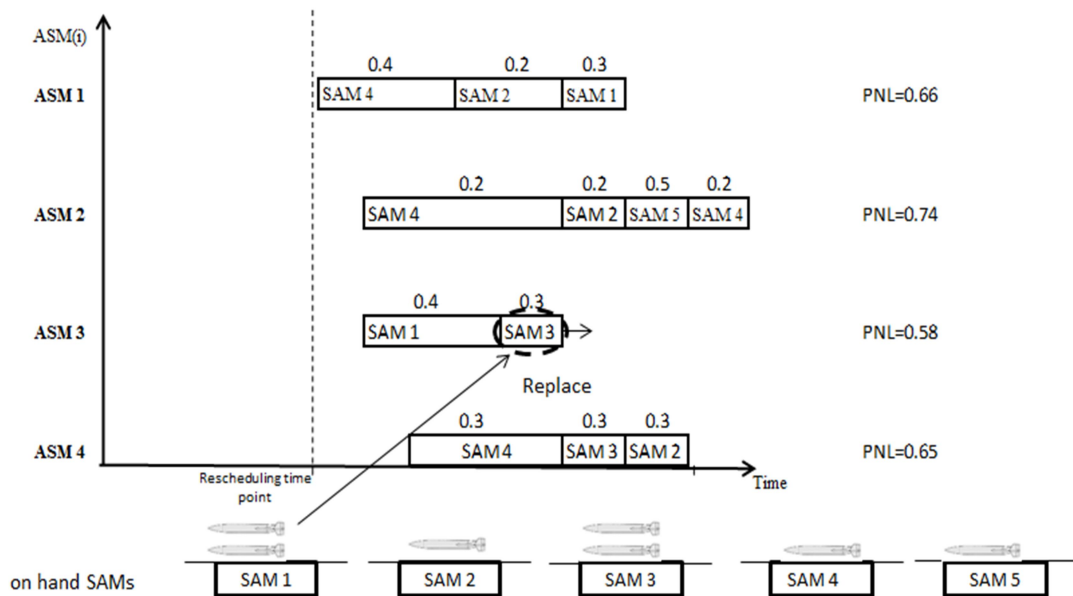 ASM(i)
0.4 0.2 0.3
ASM 1 SAM 4 SAM 2 SAM 1 PNL=0.66
0.2 0.2 0.5 0.2
ASM 2 SAM 4 SAM 2 SAM 5 SAM 4 PNL=0.74
0.4 0.3
ASM 3 SAM 1 SAM 3 PNL=0.58
Replace
0.3 0.3 0.3
ASM 4 SAM 4 SAM 3 SAM 2 PNL=0.65
Rescheduling time
point
Time
on hand SAMs SAM 1 SAM 2 SAM 3 SAM 4 SAM 5